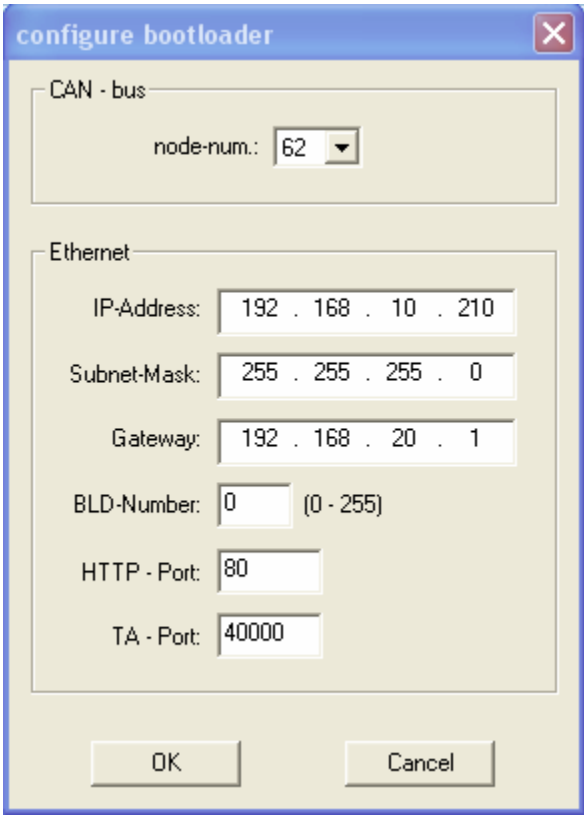 configure bootloader
CAN - bus
node-num.: 62
Ethernet
IP-Address: 192 . 168 . 10 . 210
Subnet-Mask: 255 . 255 . 255 . 0
Gateway: 192 . 168 . 20 . 1
BLD-Number: 0 (0 - 255)
HTTP - Port: 80
TA - Port: 40000
OK Cancel